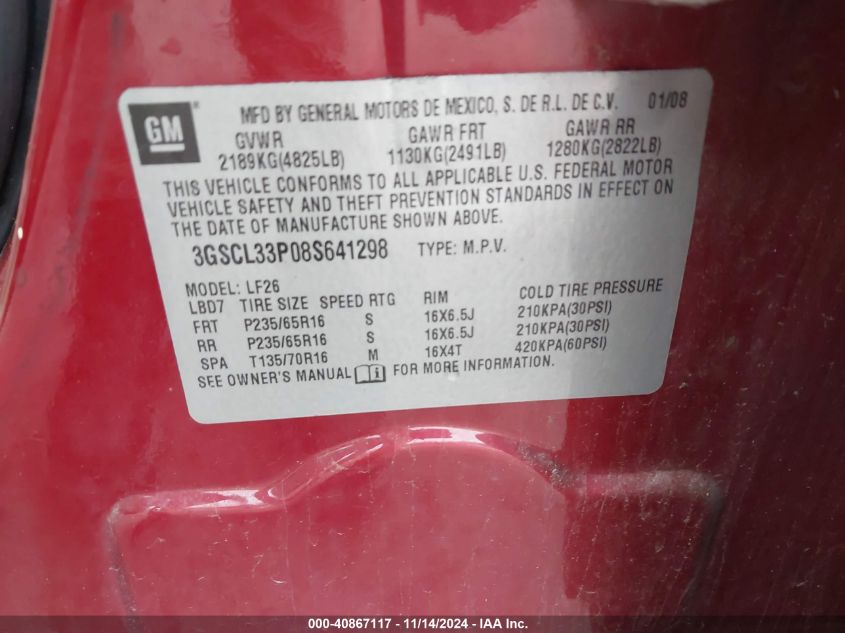 GM® MFD BY GENERAL MOTORS DE MEXICO, S. DE R.L. DE C.V. 01/08
GVWR GAWR FRT GAWR RR
2189KG(4825LB) 1130KG(2491LB) 1280KG(2822LB)
THIS VEHICLE CONFORMS TO ALL APPLICABLE U.S. FEDERAL MOTOR
VEHICLE SAFETY AND THEFT PREVENTION STANDARDS IN EFFECT ON
THE DATE OF MANUFACTURE SHOWN ABOVE.
3GSCL33P08S641298 TYPE: M.P.V.
MODEL: LF26
LBD7 TIRE SIZE SPEED RTG RIM COLD TIRE PRESSURE
FRT P235/65R16 S 16X6.5J 210KPA(30PSI)
RR P235/65R16 S 16X6.5J 210KPA(30PSI)
SPA T135/70R16 M 16X4T 420KPA(60PSI)
SEE OWNER'S MANUAL FOR MORE INFORMATION.
000-40867117 - 11/14/2024 - IAA Inc.